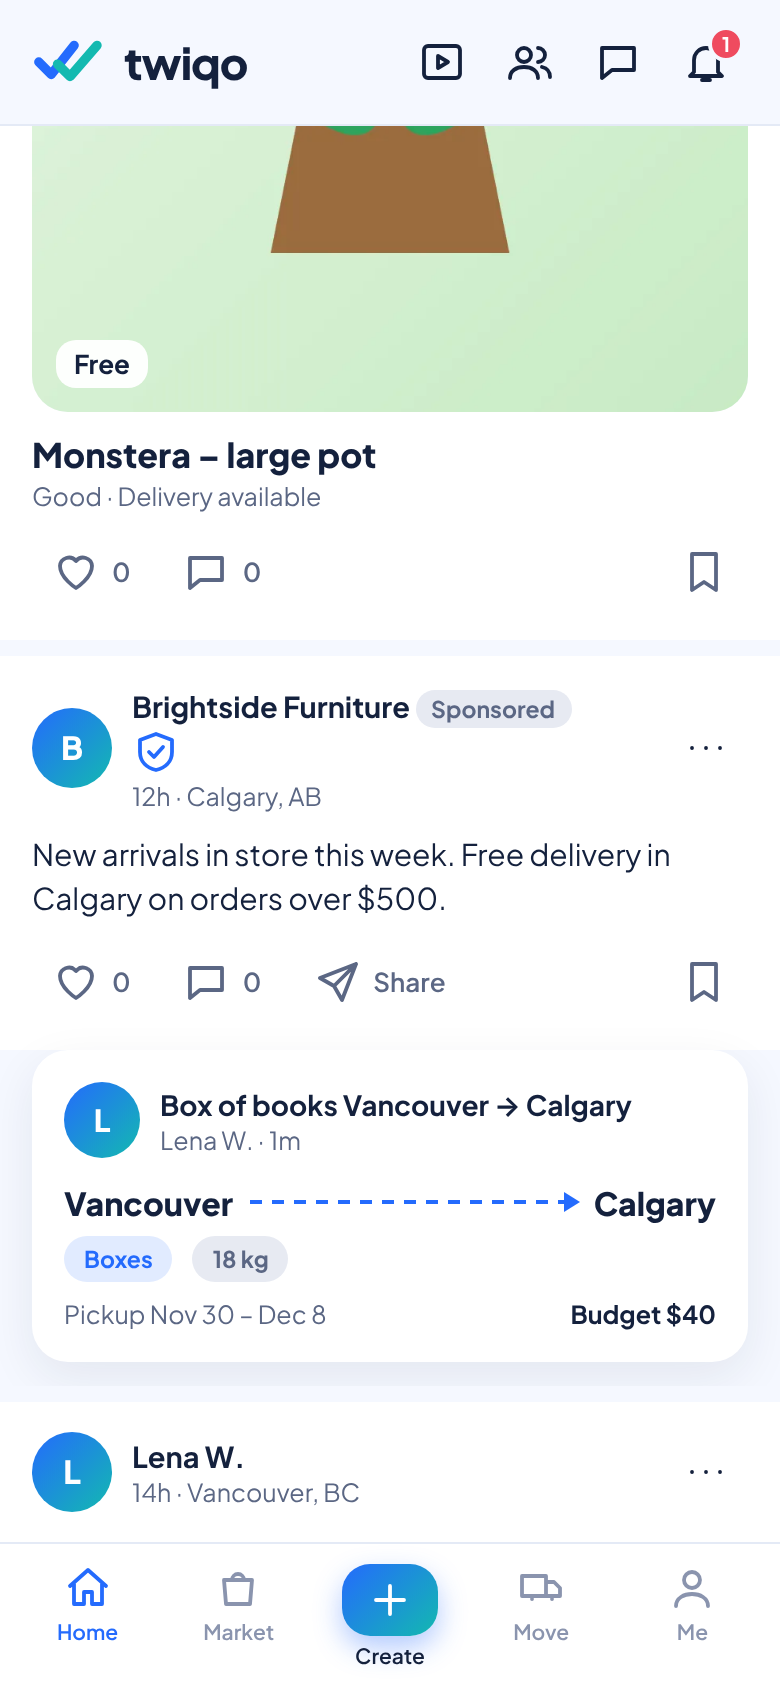 twiqo
1
Free
Monstera – large pot
Good · Delivery available
0 0
B
Brightside Furniture Sponsored
12h · Calgary, AB
New arrivals in store this week. Free delivery in
Calgary on orders over $500.
0 0 Share
L
Box of books Vancouver → Calgary
Lena W. · 1m
Vancouver Calgary
Boxes 18 kg
Pickup Nov 30 – Dec 8 Budget $40
L
Lena W.
14h · Vancouver, BC
Home Market Create Move Me